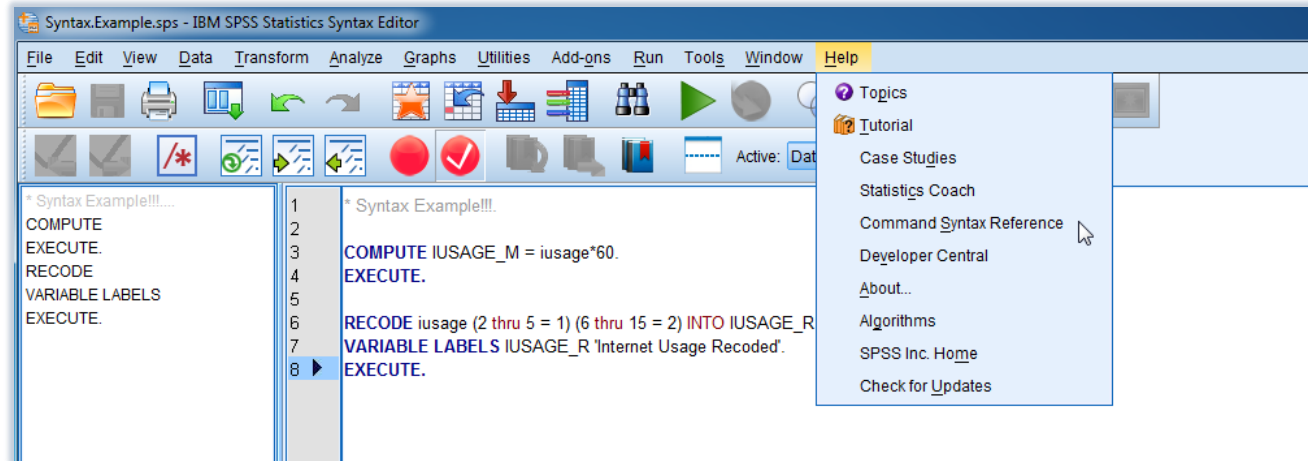 Syntax.Example.sps - IBM SPSS Statistics Syntax Editor
File Edit View Data Transform Analyze Graphs Utilities Add-ons Run Tools Window Help
Topics
Tutorial
Case Studies
Statistics Coach
Command Syntax Reference
Developer Central
About...
Algorithms
SPSS Inc. Home
Check for Updates
/*
Active: Dat
* Syntax Example!!!....
COMPUTE
EXECUTE.
RECODE
VARIABLE LABELS
EXECUTE.
1 * Syntax Example!!!.
2
3 COMPUTE IUSAGE_M = iusage*60.
4 EXECUTE.
5
6 RECODE iusage (2 thru 5 = 1) (6 thru 15 = 2) INTO IUSAGE_R
7 VARIABLE LABELS IUSAGE_R 'Internet Usage Recoded'.
8 EXECUTE.